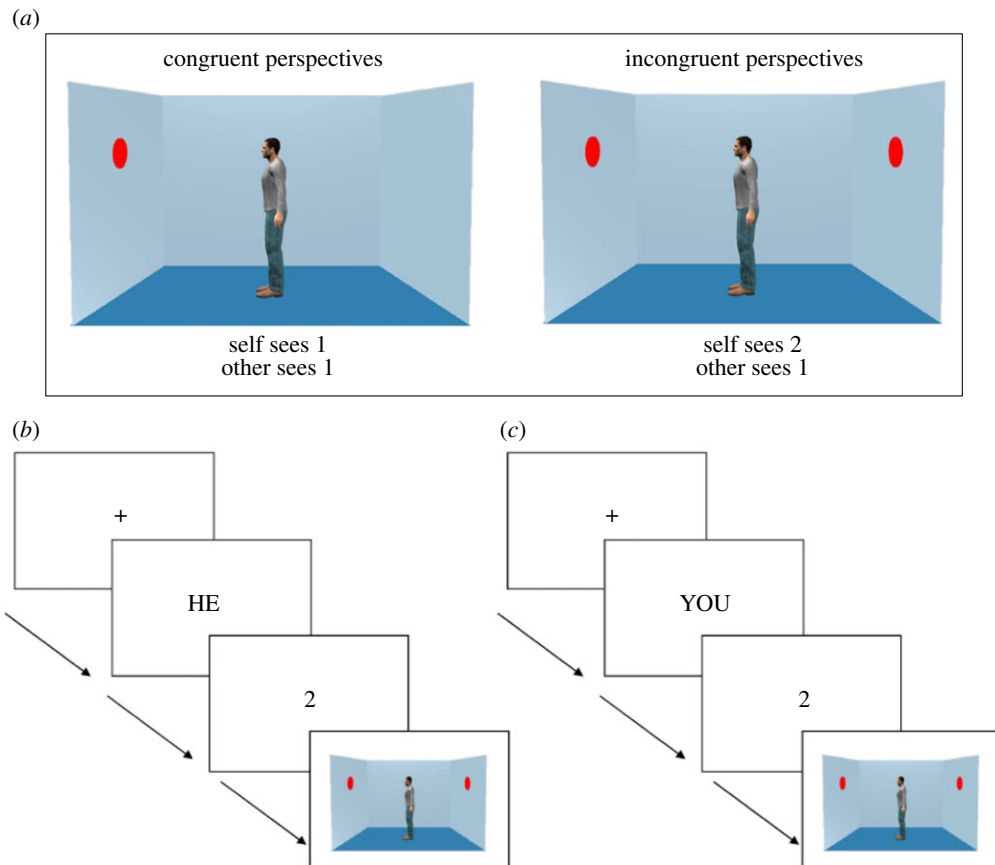 (a)
congruent perspectives
incongruent perspectives
self sees 1
other sees 1
self sees 2
other sees 1
(b)
+
HE
2
(c)
+
YOU
2